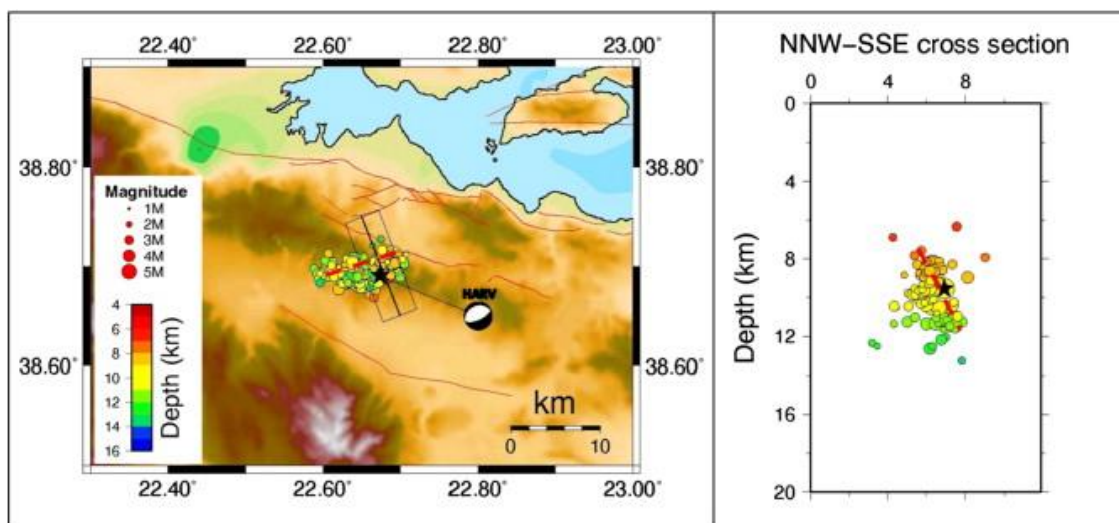 22.40° 22.60° 22.80° 23.00°
38.80° 38.80°
Magnitude
1M
2M
3M
4M
5M
HARV
4
6
8
10
12
14
16
Depth (km)
38.60° 38.60°
km
0 10
22.40° 22.60° 22.80° 23.00°
NNW-SSE cross section
0 4 8
0
4
8
12
16
20
Depth (km)